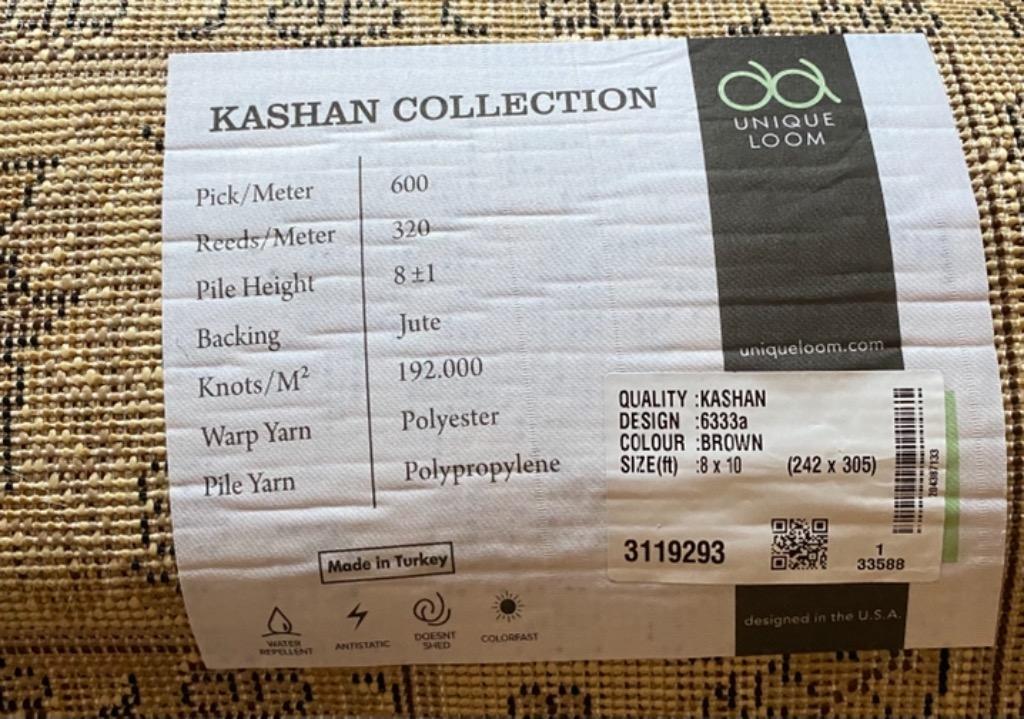 KASHAN COLLECTION
UNIQUE
LOOM
Pick/Meter 600
Reeds/Meter 320
Pile Height 8 ±1
Backing Jute
Knots/M² 192.000
Warp Yarn Polyester
Pile Yarn Polypropylene
uniqueloom.com
QUALITY :KASHAN
DESIGN :6333a
COLOUR :BROWN
SIZE(ft) :8 x 10 (242 x 305)
204387133
3119293
1
33588
Made in Turkey
WATER
REPELLENT
ANTISTATIC
DOESNT
SHED
COLORFAST
designed in the U.S.A.